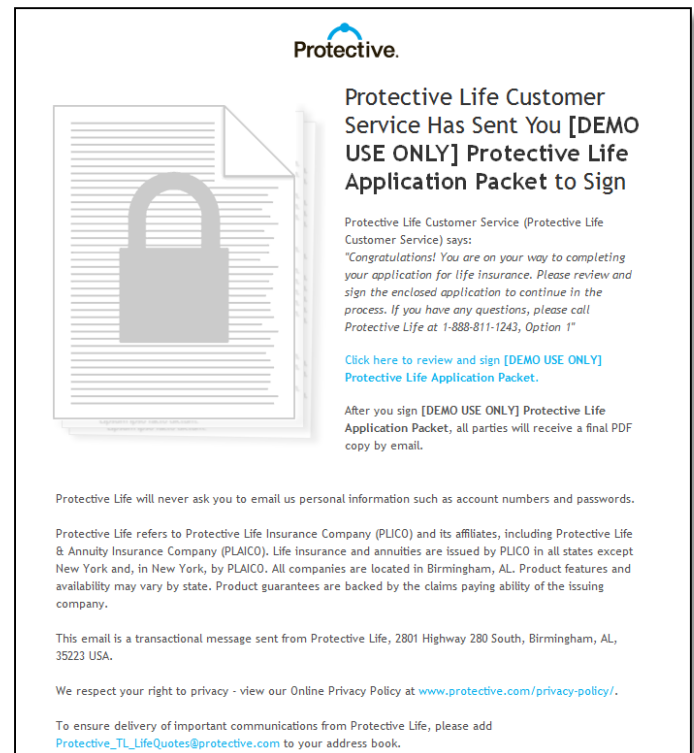 Protective.
Protective Life Customer
Service Has Sent You [DEMO
USE ONLY] Protective Life
Application Packet to Sign
Protective Life Customer Service (Protective Life
Customer Service) says:
"Congratulations! You are on your way to completing
your application for life insurance. Please review and
sign the enclosed application to continue in the
process. If you have any questions, please call
Protective Life at 1-888-811-1243, Option 1"
Click here to review and sign [DEMO USE ONLY]
Protective Life Application Packet.
After you sign [DEMO USE ONLY] Protective Life
Application Packet, all parties will receive a final PDF
copy by email.
Protective Life will never ask you to email us personal information such as account numbers and passwords.
Protective Life refers to Protective Life Insurance Company (PLICO) and its affiliates, including Protective Life
& Annuity Insurance Company (PLAICO). Life insurance and annuities are issued by PLICO in all states except
New York and, in New York, by PLAICO. All companies are located in Birmingham, AL. Product features and
availability may vary by state. Product guarantees are backed by the claims paying ability of the issuing
company.
This email is a transactional message sent from Protective Life, 2801 Highway 280 South, Birmingham, AL,
35223 USA.
We respect your right to privacy - view our Online Privacy Policy at www.protective.com/privacy-policy/.
To ensure delivery of important communications from Protective Life, please add
Protective_TL_LifeQuotes@protective.com to your address book.